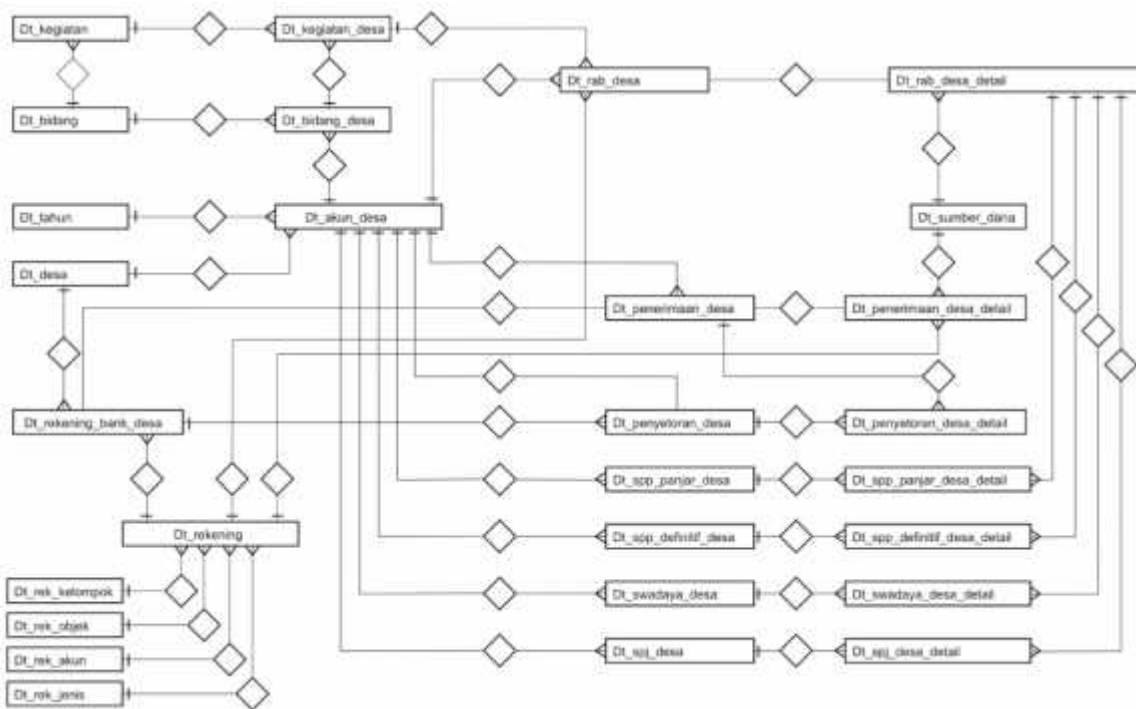 Dt_kegiatan
Dt_kegiatan_desa
Dt_rab_desa
Dt_rab_desa_detail
Dt_bidang
Dt_bidang_desa
Dt_tahun
Dt_akun_desa
Dt_sumber_dana
Dt_desa
Dt_penerimaan_desa
Dt_penerimaan_desa_detail
Dt_rekening_bank_desa
Dt_penyetoran_desa
Dt_penyetoran_desa_detail
Dt_spp_panjar_desa
Dt_spp_panjar_desa_detail
Dt_rekening
Dt_spp_definitif_desa
Dt_spp_definitif_desa_detail
Dt_rek_kelompok
Dt_swadaya_desa
Dt_swadaya_desa_detail
Dt_rek_objek
Dt_rek_akun
Dt_spj_desa
Dt_spj_desa_detail
Dt_rek_jenis